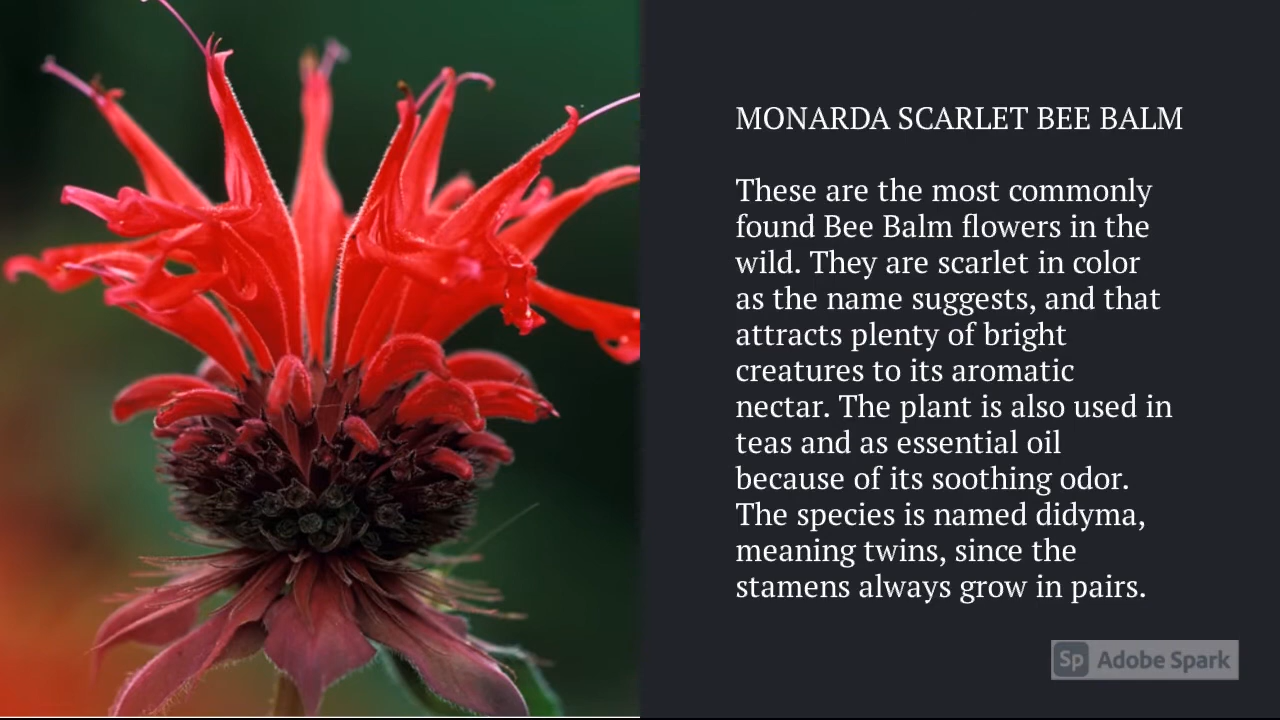 MONARDA SCARLET BEE BALM
These are the most commonly
found Bee Balm flowers in the
wild. They are scarlet in color
as the name suggests, and that
attracts plenty of bright
creatures to its aromatic
nectar. The plant is also used in
teas and as essential oil
because of its soothing odor.
The species is named didyma,
meaning twins, since the
stamens always grow in pairs.
Sp Adobe Spark